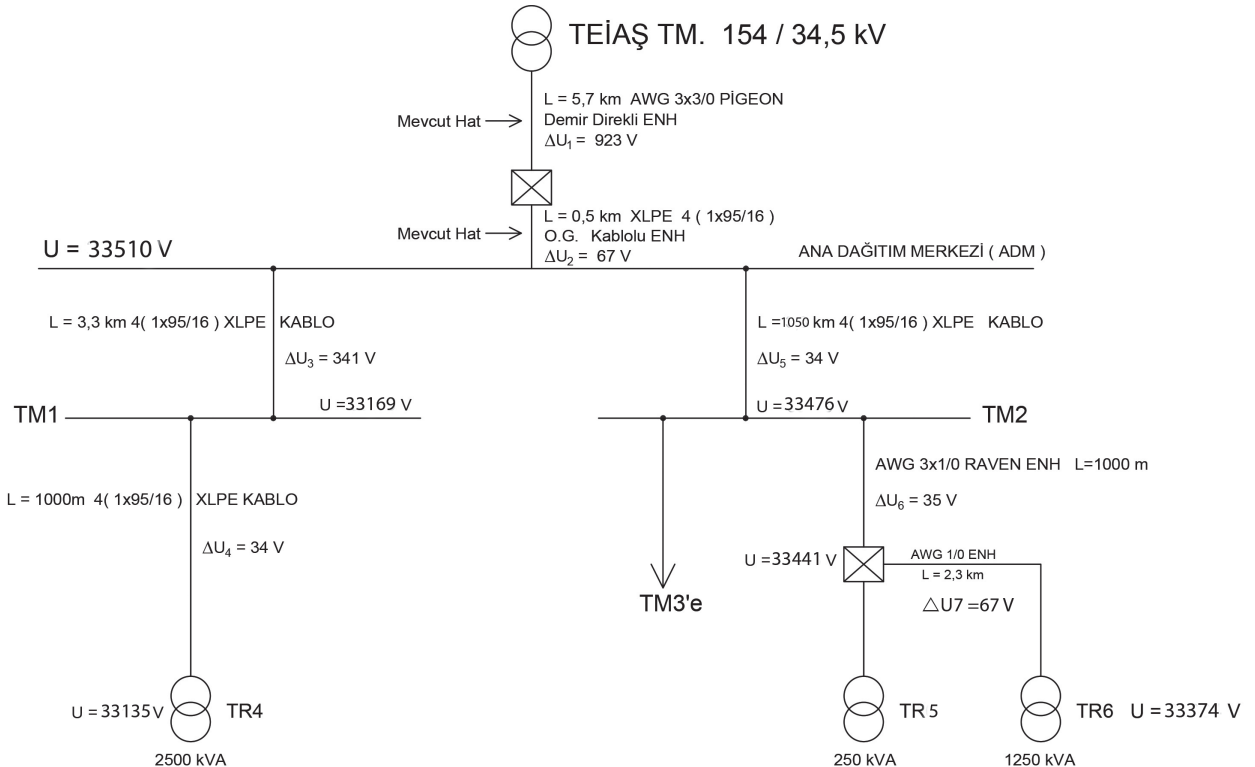 TEİAŞ TM. 154 / 34,5 kV
L = 5,7 km AWG 3x3/0 PİGEON
Mevcut Hat
Demir Direkli ENH
ΔU1 = 923 V
L = 0,5 km XLPE 4 ( 1x95/16 )
Mevcut Hat
O.G. Kablolu ENH
ΔU2 = 67 V
U = 33510 V
ANA DAĞITIM MERKEZİ ( ADM )
L = 3,3 km 4( 1x95/16 ) XLPE KABLO
L =1050 km 4( 1x95/16 ) XLPE KABLO
ΔU3 = 341 V
ΔU5 = 34 V
U =33169 V
U =33476 V
TM1
TM2
AWG 3x1/0 RAVEN ENH L=1000 m
L = 1000m 4( 1x95/16 ) XLPE KABLO
ΔU6 = 35 V
ΔU4 = 34 V
U =33441 V
AWG 1/0 ENH
L = 2,3 km
△U7 =67 V
TM3'e
U = 33135 V
TR4
TR 5
TR6 U =33374 V
2500 kVA
250 kVA
1250 kVA